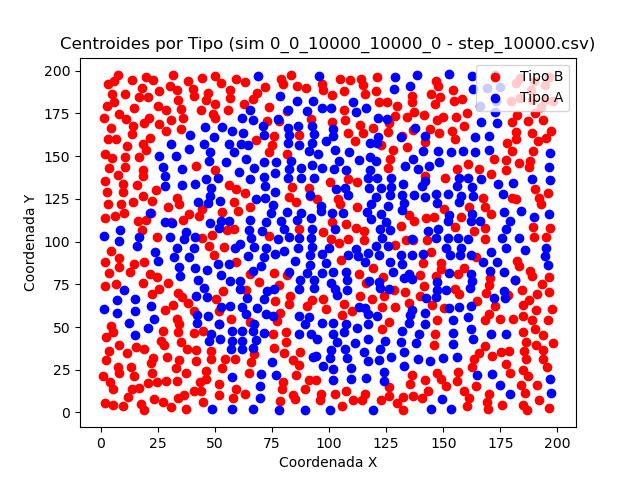 Centroides por Tipo (sim 0_0_10000_10000_0 - step_10000.csv)
Tipo B
Tipo A
Coordenada Y
200
175
150
125
100
75
50
25
0
0 25 50 75 100 125 150 175 200
Coordenada X